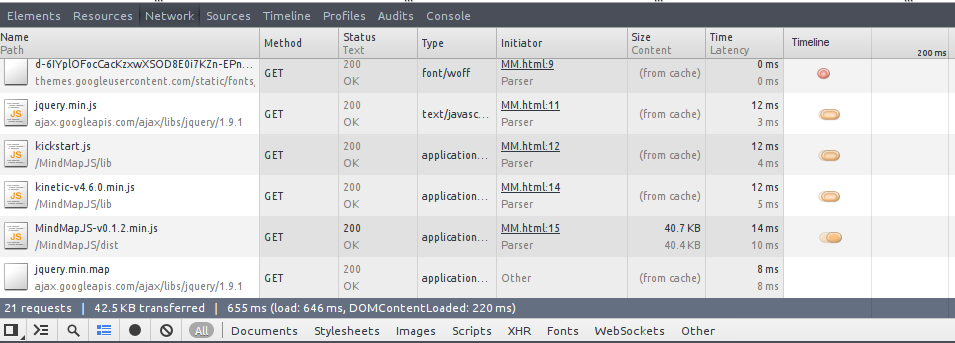 Elements Resources Network Sources Timeline Profiles Audits Console
Name Path Method Status Text Type Initiator Size Content Time Latency Timeline 200 ms
d-6IYplOFocCacKzxwXSOD8E0i7KZn-EPn... GET 200 font/woff MM.html:9 (from cache) 0 ms
themes.googleusercontent.com/static/fonts OK Parser 0 ms
jquery.min.js GET 200 text/javasc... MM.html:11 (from cache) 12 ms
ajax.googleapis.com/ajax/libs/jquery/1.9.1 OK Parser 3 ms
kickstart.js GET 200 application... MM.html:12 (from cache) 12 ms
/MindMapJS/lib OK Parser 4 ms
kinetic-v4.6.0.min.js GET 200 application... MM.html:14 (from cache) 12 ms
/MindMapJS/lib OK Parser 5 ms
MindMapJS-v0.1.2.min.js GET 200 application... MM.html:15 40.7 KB 14 ms
/MindMapJS/dist OK Parser 40.4 KB 10 ms
jquery.min.map GET 200 application... Other (from cache) 8 ms
ajax.googleapis.com/ajax/libs/jquery/1.9.1 OK 8 ms
21 requests | 42.5 KB transferred | 655 ms (load: 646 ms, DOMContentLoaded: 220 ms)
All Documents Stylesheets Images Scripts XHR Fonts WebSockets Other